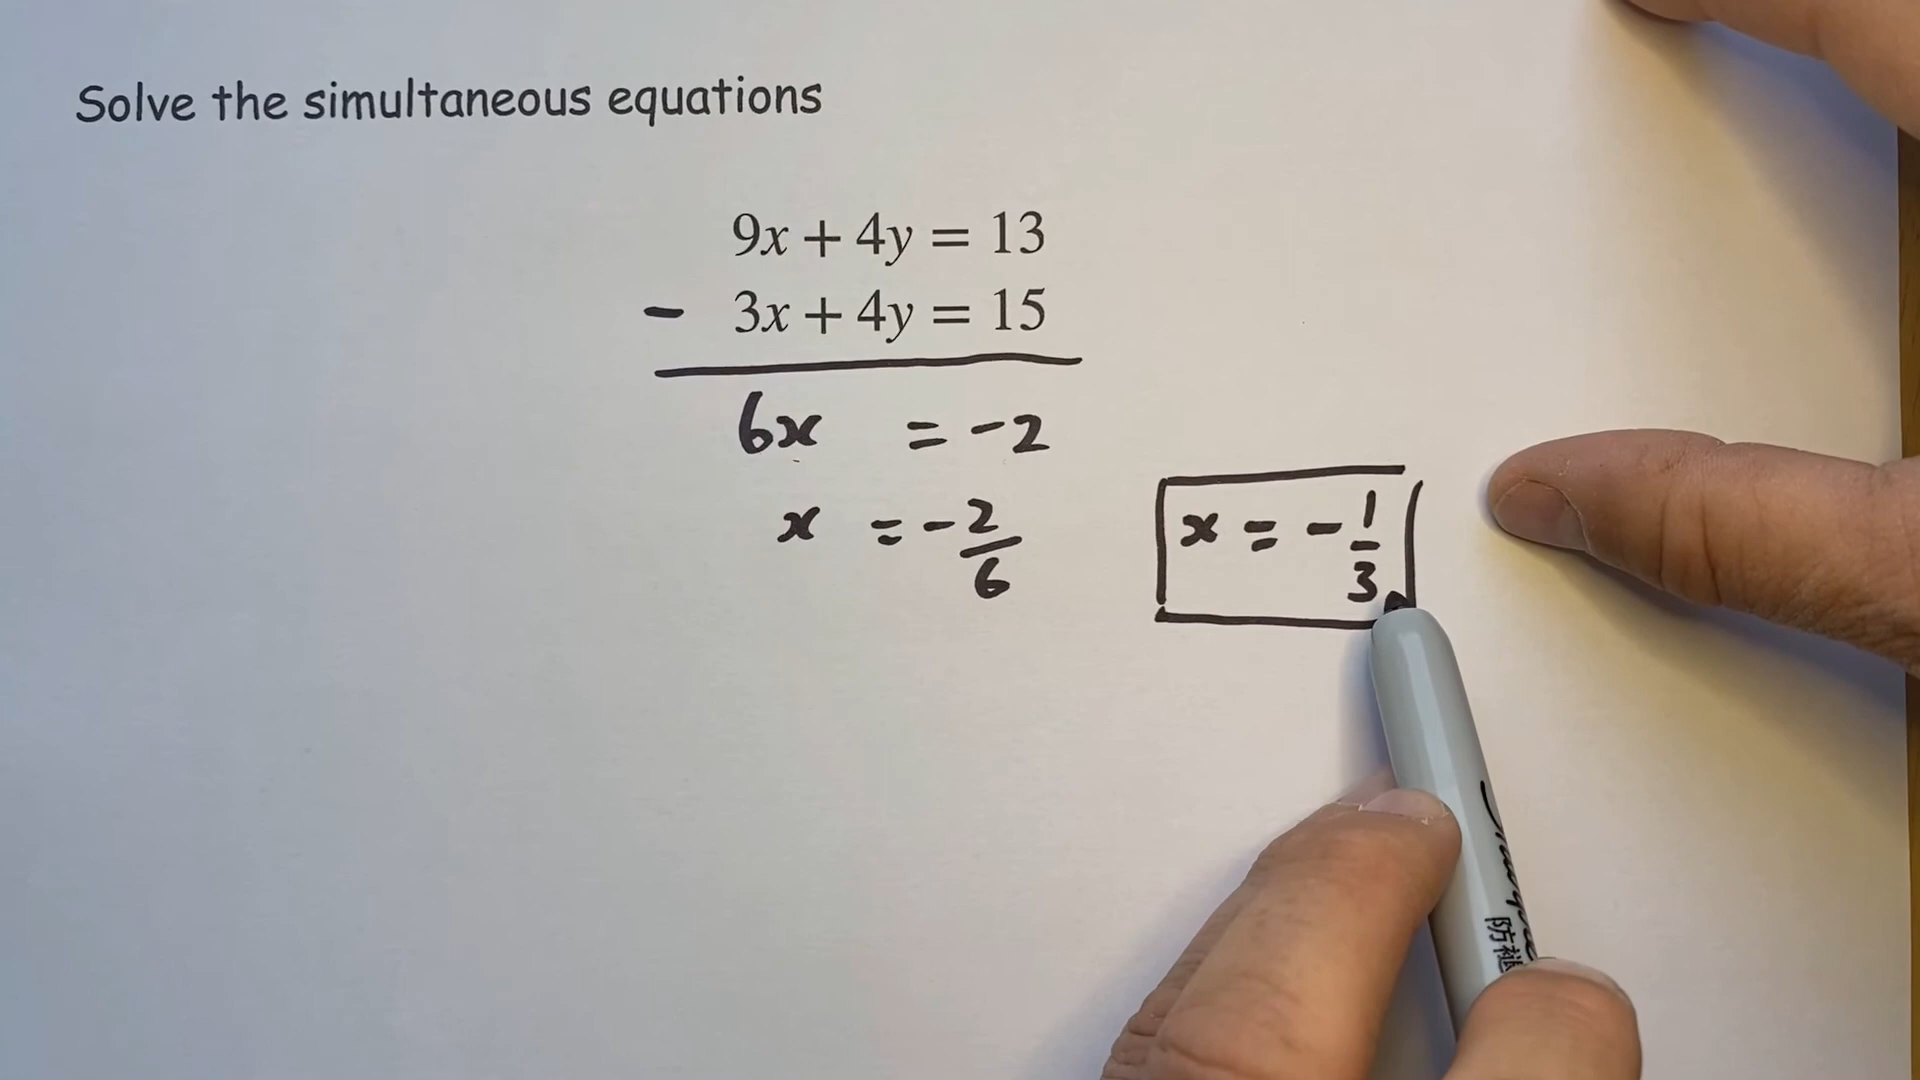 Solve the simultaneous equations
9x + 4y = 13
- 3x + 4y = 15
6x = -2
x = -2/6
x = -1/3